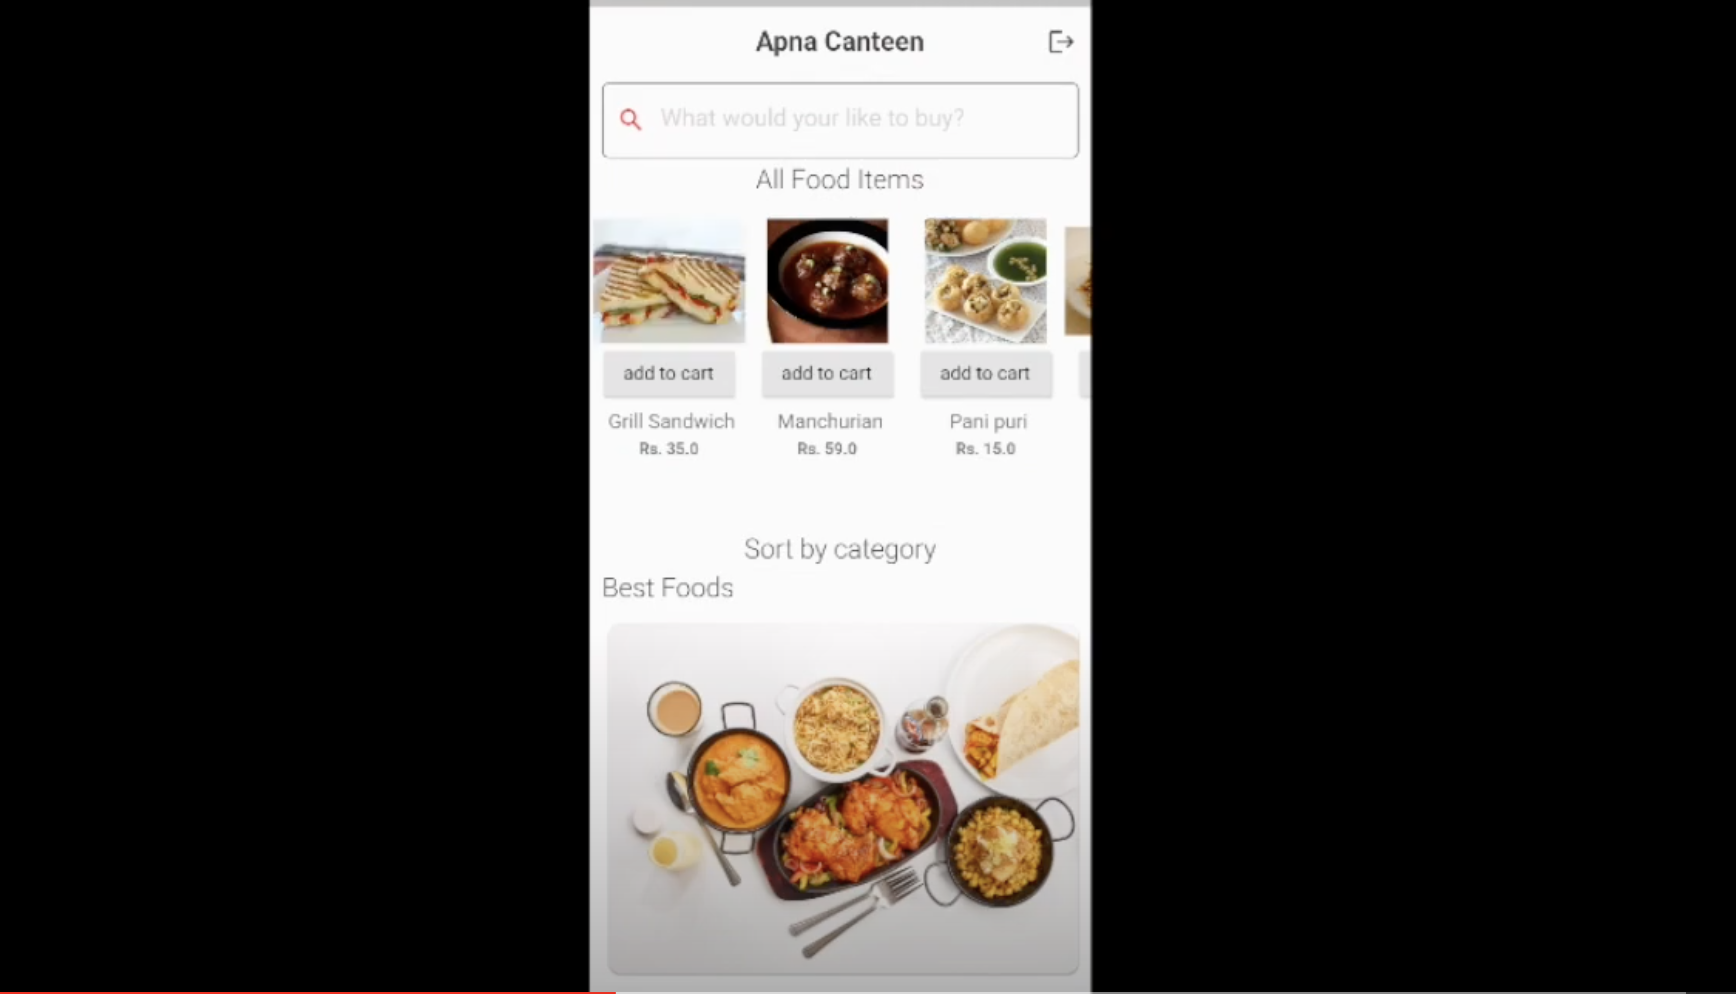 Apna Canteen
What would your like to buy?
All Food Items
add to cart
add to cart
add to cart
Grill Sandwich
Manchurian
Pani puri
Rs. 35.0
Rs. 59.0
Rs. 15.0
Sort by category
Best Foods